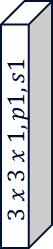 3 x 3 x 1, p1, s1